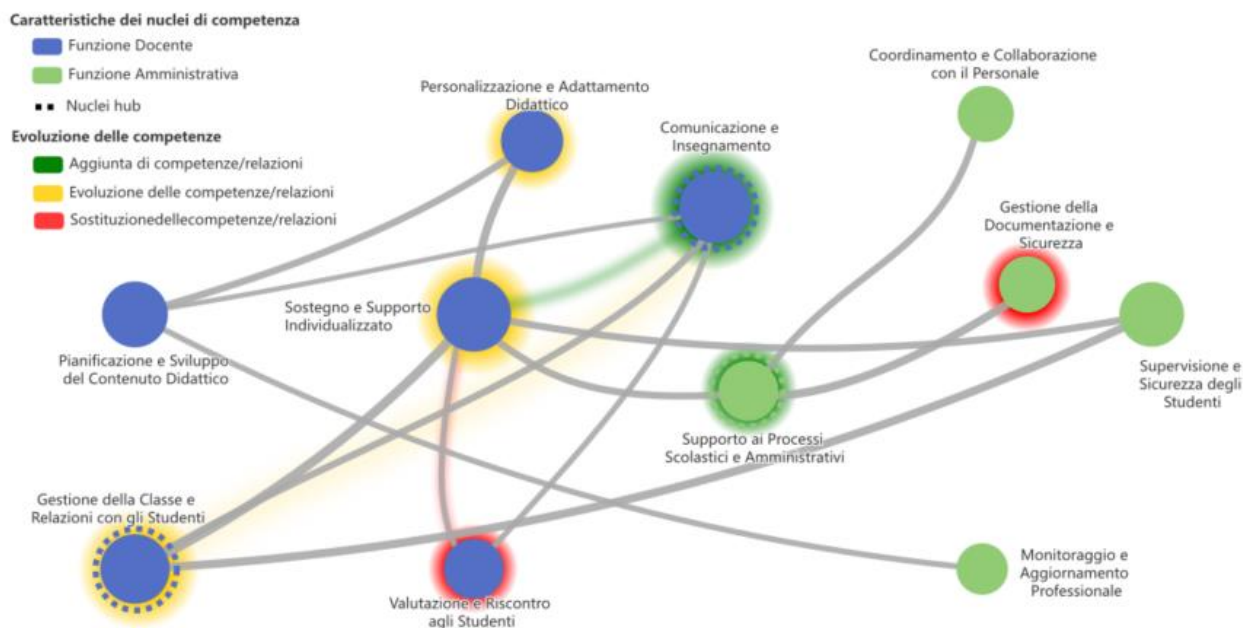 Caratteristiche dei nuclei di competenza
Funzione Docente
Funzione Amministrativa
Nuclei hub
Evoluzione delle competenze
Aggiunta di competenze/relazioni
Evoluzione delle competenze/relazioni
Sostituzionedellecompetenze/relazioni
Personalizzazione e Adattamento
Didattico
Comunicazione e
Insegnamento
Coordinamento e Collaborazione
con il Personale
Gestione della
Documentazione e
Sicurezza
Sostegno e Supporto
Individualizzato
Pianificazione e Sviluppo
del Contenuto Didattico
Supervisione e
Sicurezza degli
Studenti
Supporto ai Processi
Scolastici e Amministrativi
Gestione della Classe e
Relazioni con gli Studenti
Valutazione e Riscontro
agli Studenti
Monitoraggio e
Aggiornamento
Professionale